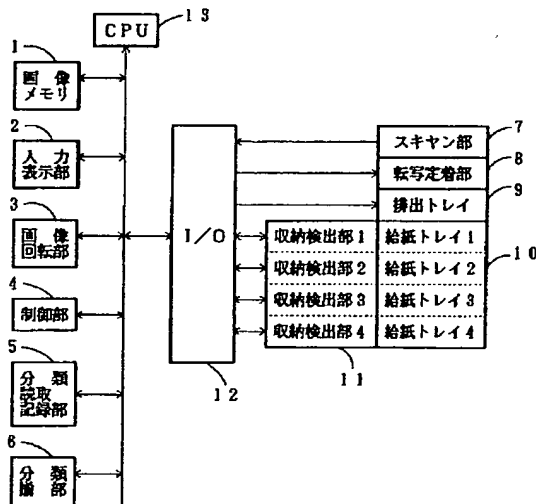 13
CPU
1
画像
メモリ
2
入力
表示部
3
画像
回転部
4
制御部
5
分類
読取
記録部
6
分類
I/O
12
スキャン部
7
転写定着部
8
排出トレイ
9
収納検出部1 給紙トレイ1
収納検出部2 給紙トレイ2
収納検出部3 給紙トレイ3
収納検出部4 給紙トレイ4
10
11